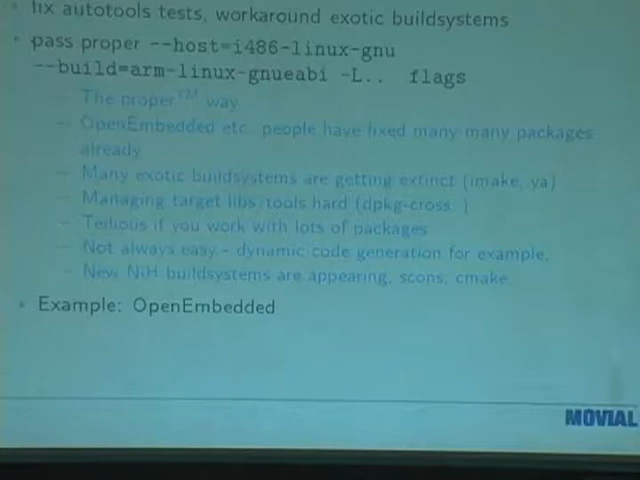 fix autotools tests, workaround exotic buildsystems
pass proper --host=i486-linux-gnu
--build=arm-linux-gnueabi -L.. flags
The proper™ way
OpenEmbedded etc. people have fixed many many packages
already
Many exotic buildsystems are getting extinct (imake, ya)
Managing target libs/tools hard (dpkg-cross )
Tedious if you work with lots of packages
Not always easy - dynamic code generation for example.
New NiH buildsystems are appearing, scons, cmake.
Example: OpenEmbedded
MOVIAL